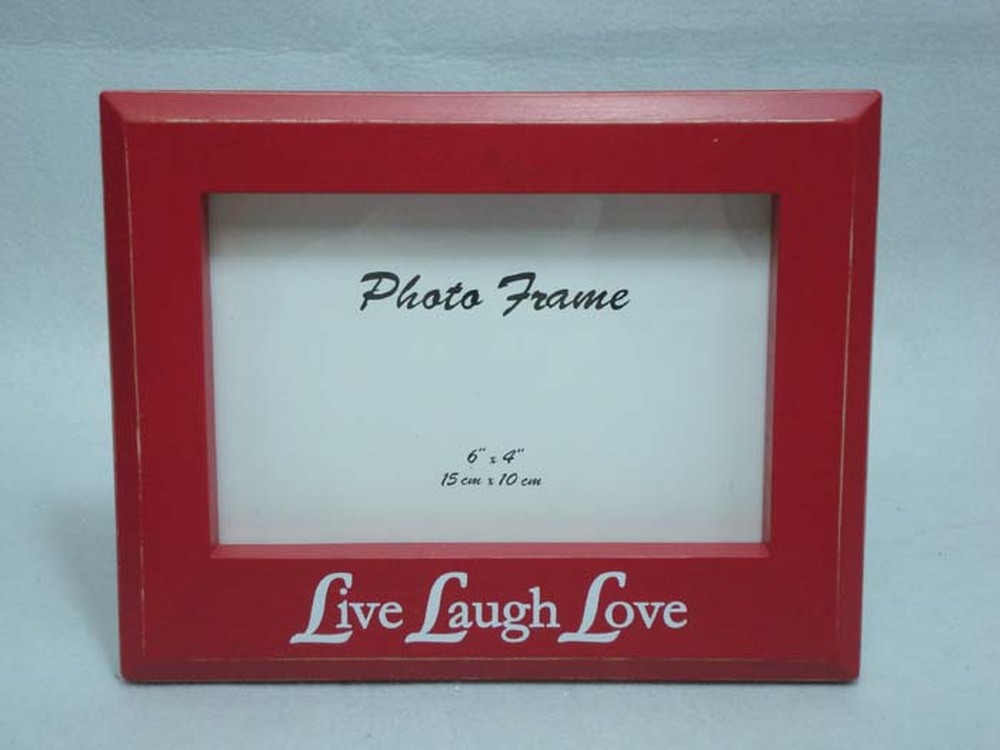 Photo Frame
6" x 4"
15 cm x 10 cm
Live Laugh Love